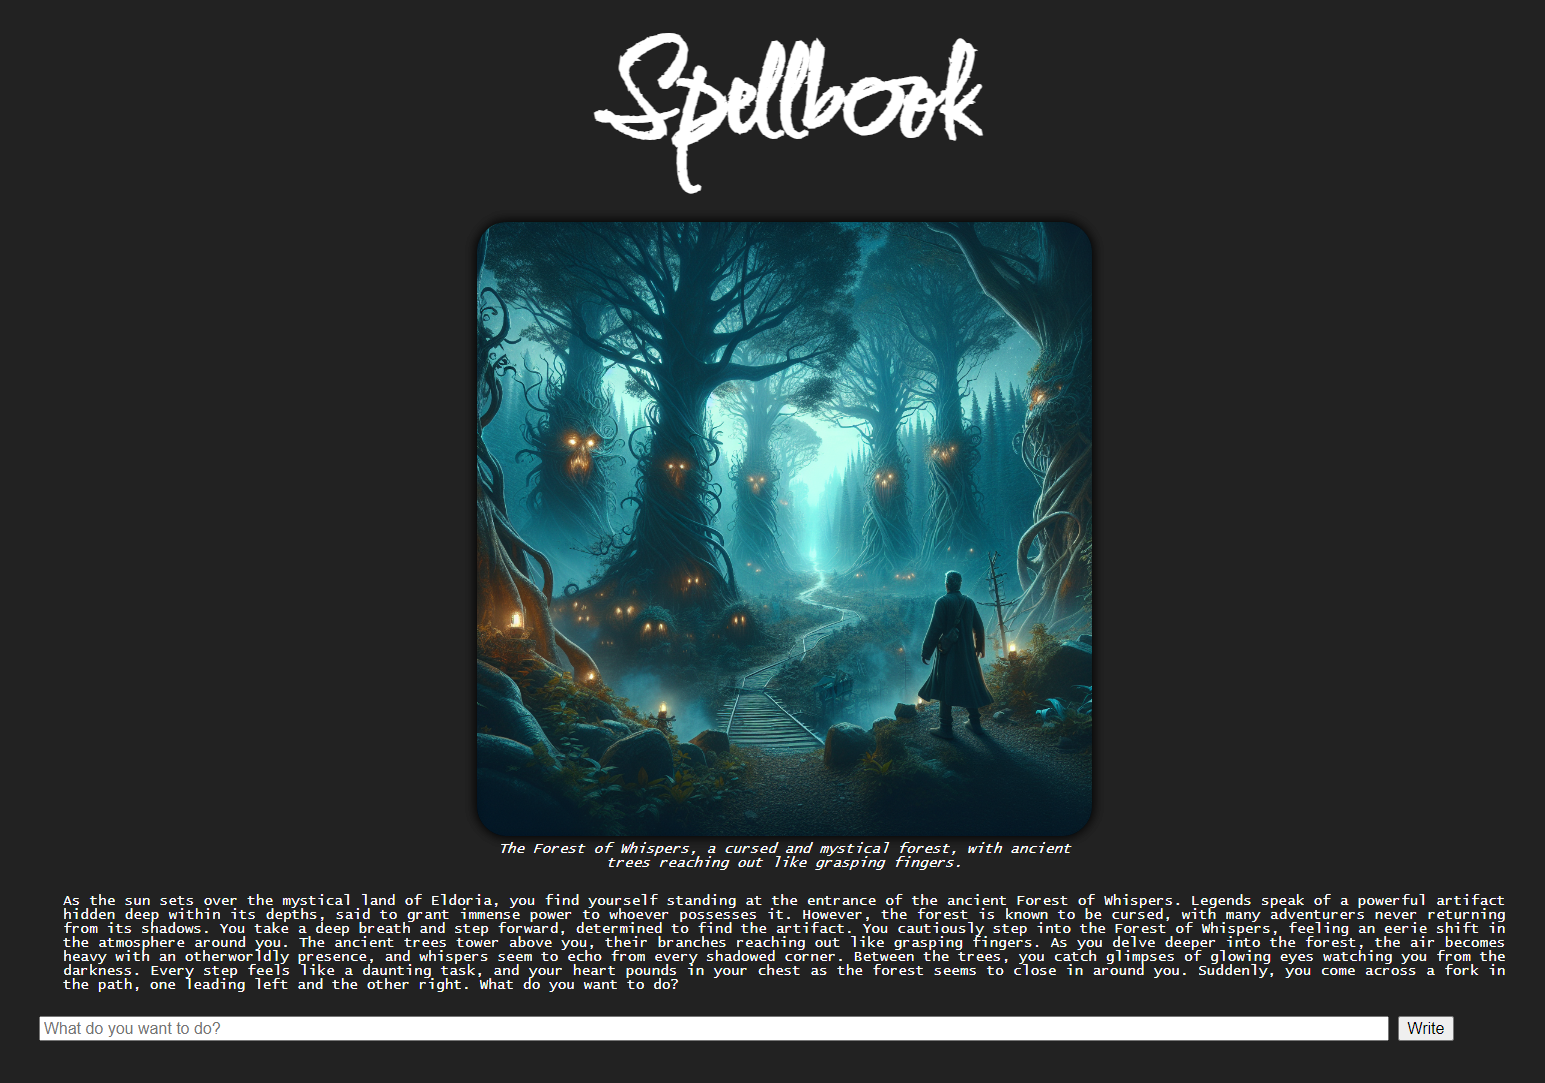 Spellbook
The Forest of Whispers, a cursed and mystical forest, with ancient
trees reaching out like grasping fingers.
As the sun sets over the mystical land of Eldoria, you find yourself standing at the entrance of the ancient Forest of Whispers. Legends speak of a powerful artifact
hidden deep within its depths, said to grant immense power to whoever possesses it. However, the forest is known to be cursed, with many adventurers never returning
from its shadows. You take a deep breath and step forward, determined to find the artifact. You cautiously step into the Forest of Whispers, feeling an eerie shift in
the atmosphere around you. The ancient trees tower above you, their branches reaching out like grasping fingers. As you delve deeper into the forest, the air becomes
heavy with an otherworldly presence, and whispers seem to echo from every shadowed corner. Between the trees, you catch glimpses of glowing eyes watching you from the
darkness. Every step feels like a daunting task, and your heart pounds in your chest as the forest seems to close in around you. Suddenly, you come across a fork in
the path, one leading left and the other right. What do you want to do?
What do you want to do? Write